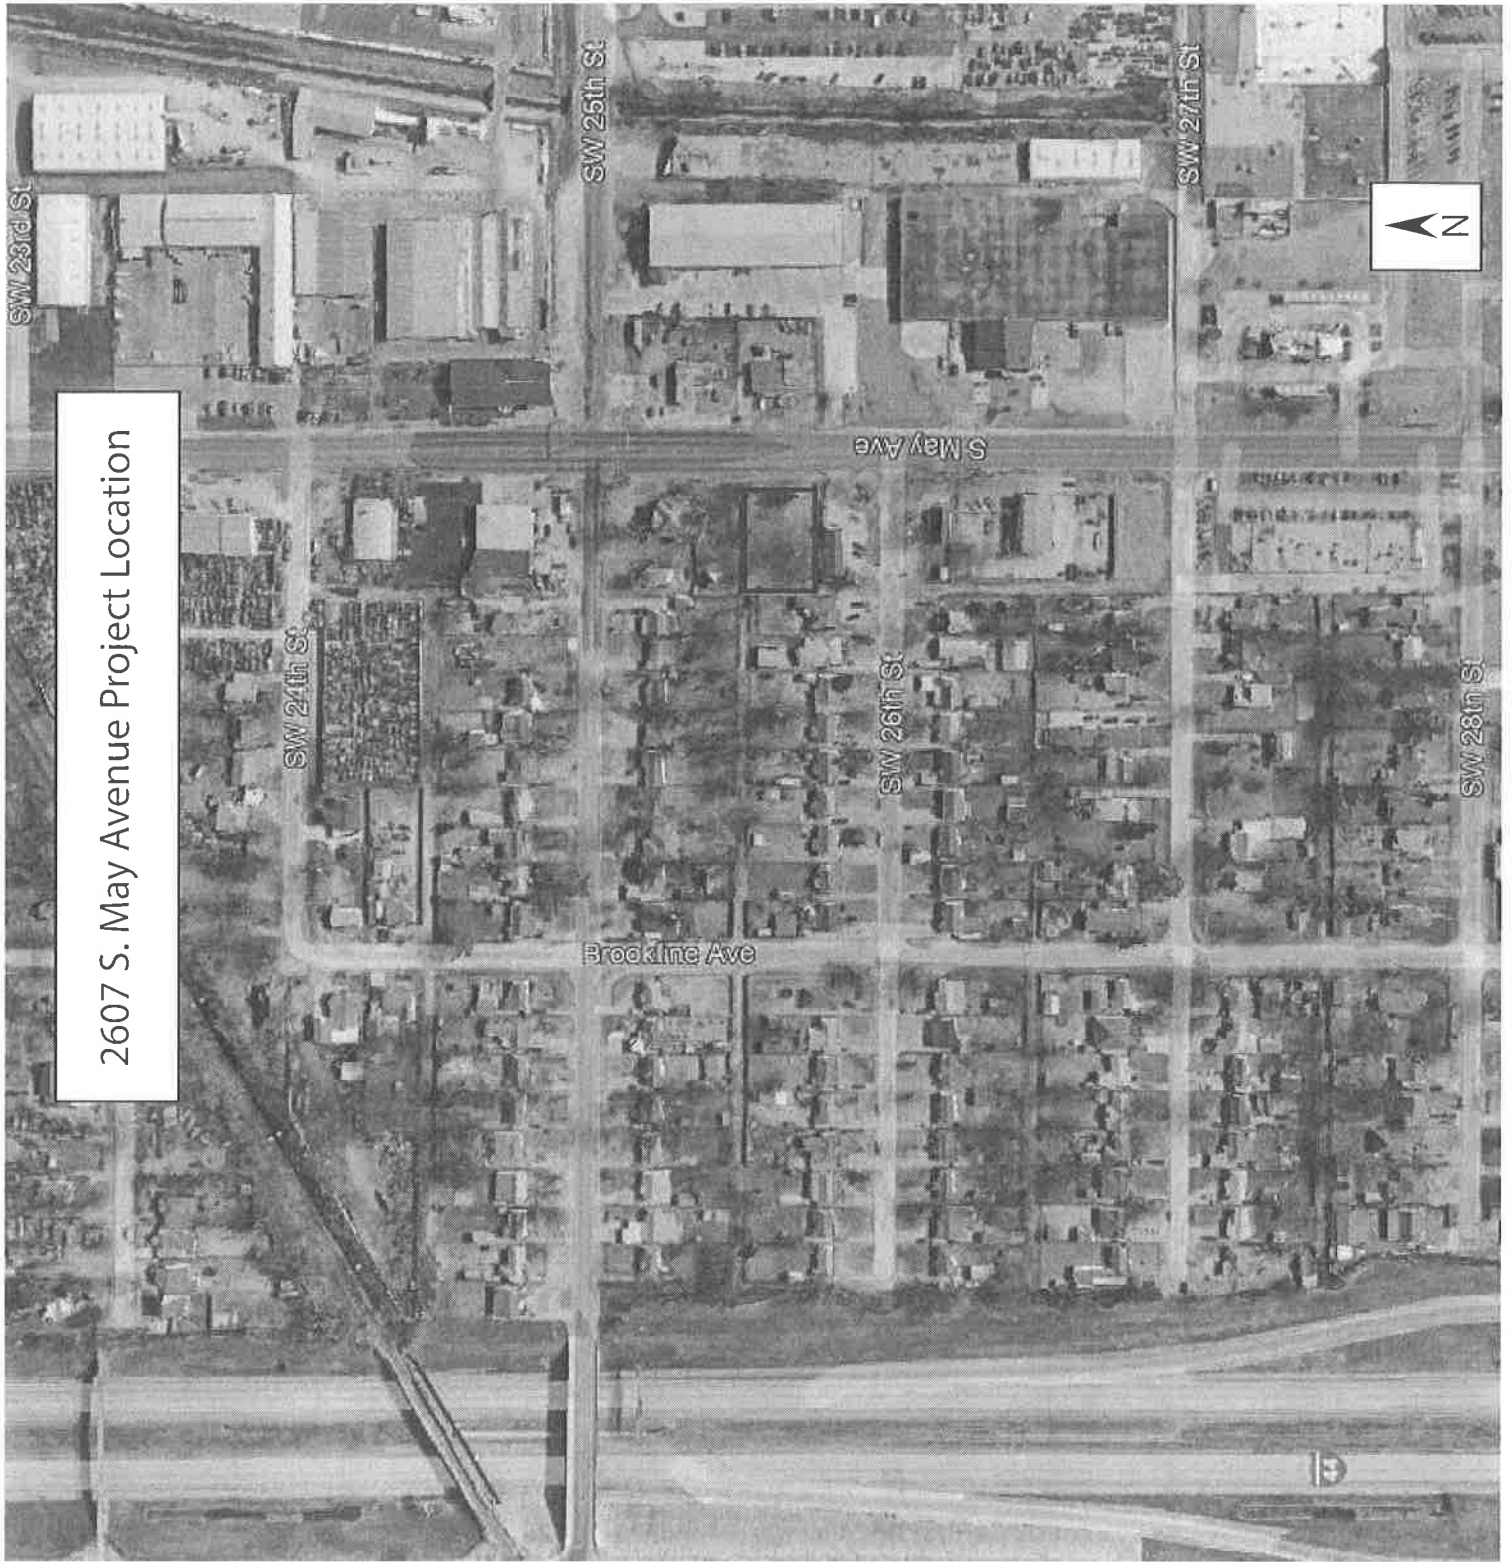 SW 23rd St
2607 S. May Avenue Project Location
SW 24th St
SW 25th St
Brookline Ave
SW 26th St
S May Ave
SW 27th St
N
SW 28th St